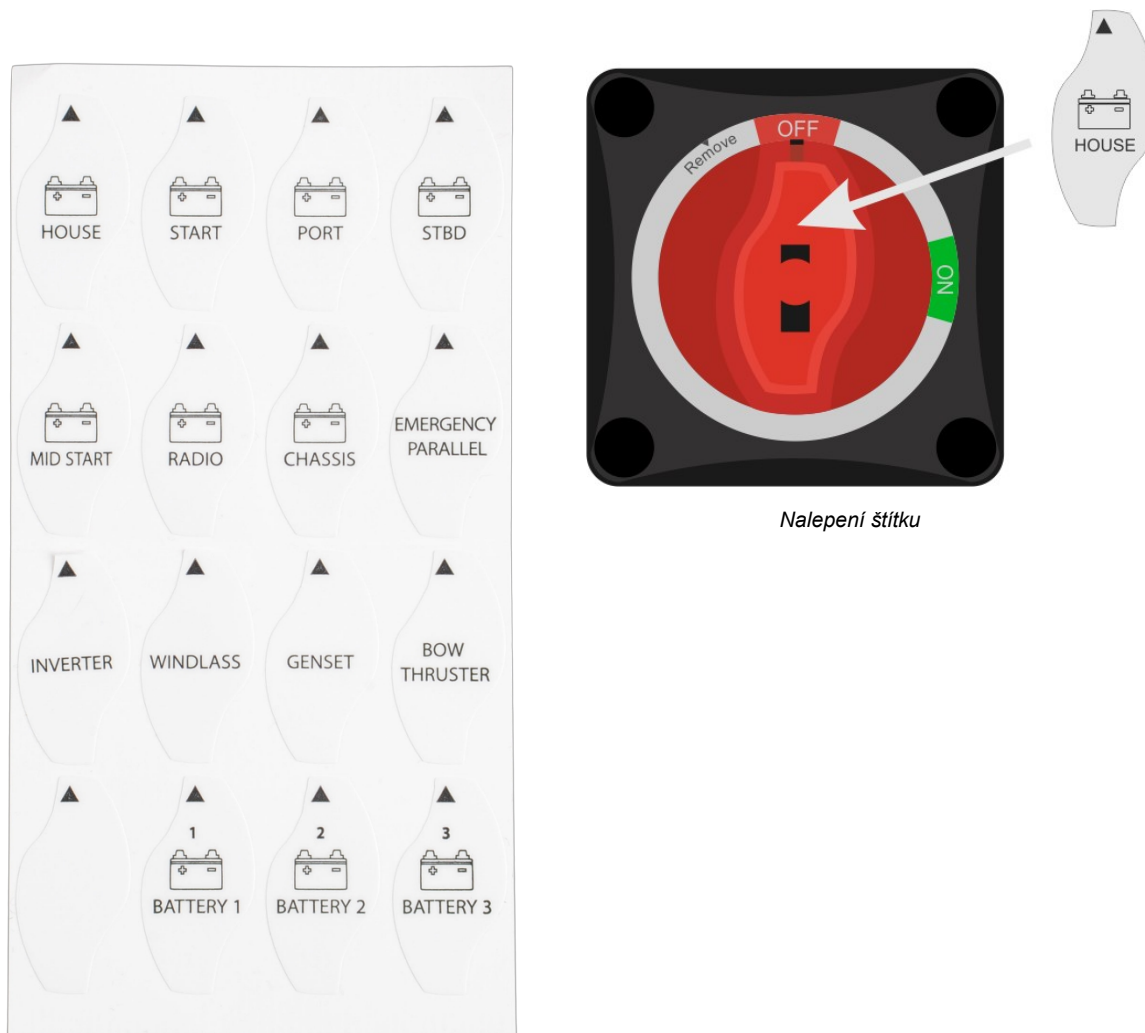 HOUSE
START
PORT
STBD
MID START
RADIO
CHASSIS
EMERGENCY
PARALLEL
INVERTER
WINDLASS
GENSET
BOW
THRUSTER
1
BATTERY 1
2
BATTERY 2
3
BATTERY 3
Remove
OFF
ON
HOUSE
Nalepení štítku